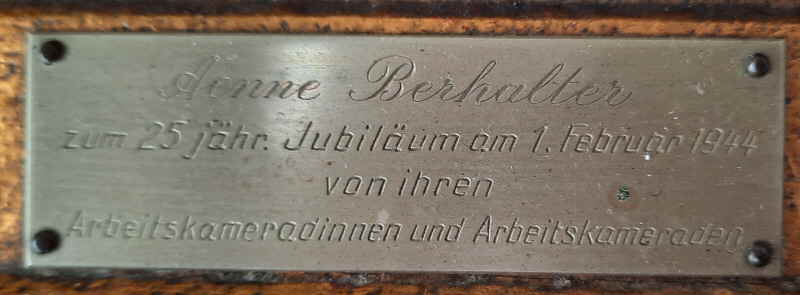 Aenne Berhalter
zum 25 jähr. Jubiläum am 1. Februar 1944
von ihren
Arbeitskameradinnen und Arbeitskameraden